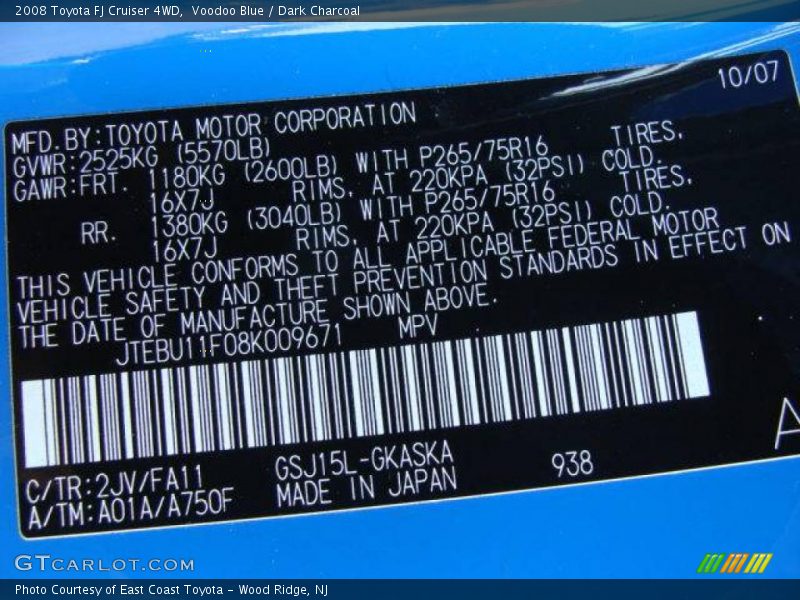 2008 Toyota FJ Cruiser 4WD,  Voodoo Blue / Dark Charcoal
10/07
MFD.BY:TOYOTA MOTOR CORPORATION
GVWR:2525KG (5570LB)
GAWR:FRT. 1180KG (2600LB) WITH P265/75R16 TIRES,
16X7J RIMS, AT 220KPA (32PSI) COLD.
RR. 1380KG (3040LB) WITH P265/75R16 TIRES,
16X7J RIMS, AT 220KPA (32PSI) COLD.
THIS VEHICLE CONFORMS TO ALL APPLICABLE FEDERAL MOTOR
VEHICLE SAFETY AND THEFT PREVENTION STANDARDS IN EFFECT ON
THE DATE OF MANUFACTURE SHOWN ABOVE.
JTEBU11F08K009671 MPV
C/TR:2JV/FA11 GSJ15L-GKASKA 938
A/TM:A01A/A750F MADE IN JAPAN
A
GTCARLOT.COM
Photo Courtesy of East Coast Toyota - Wood Ridge, NJ